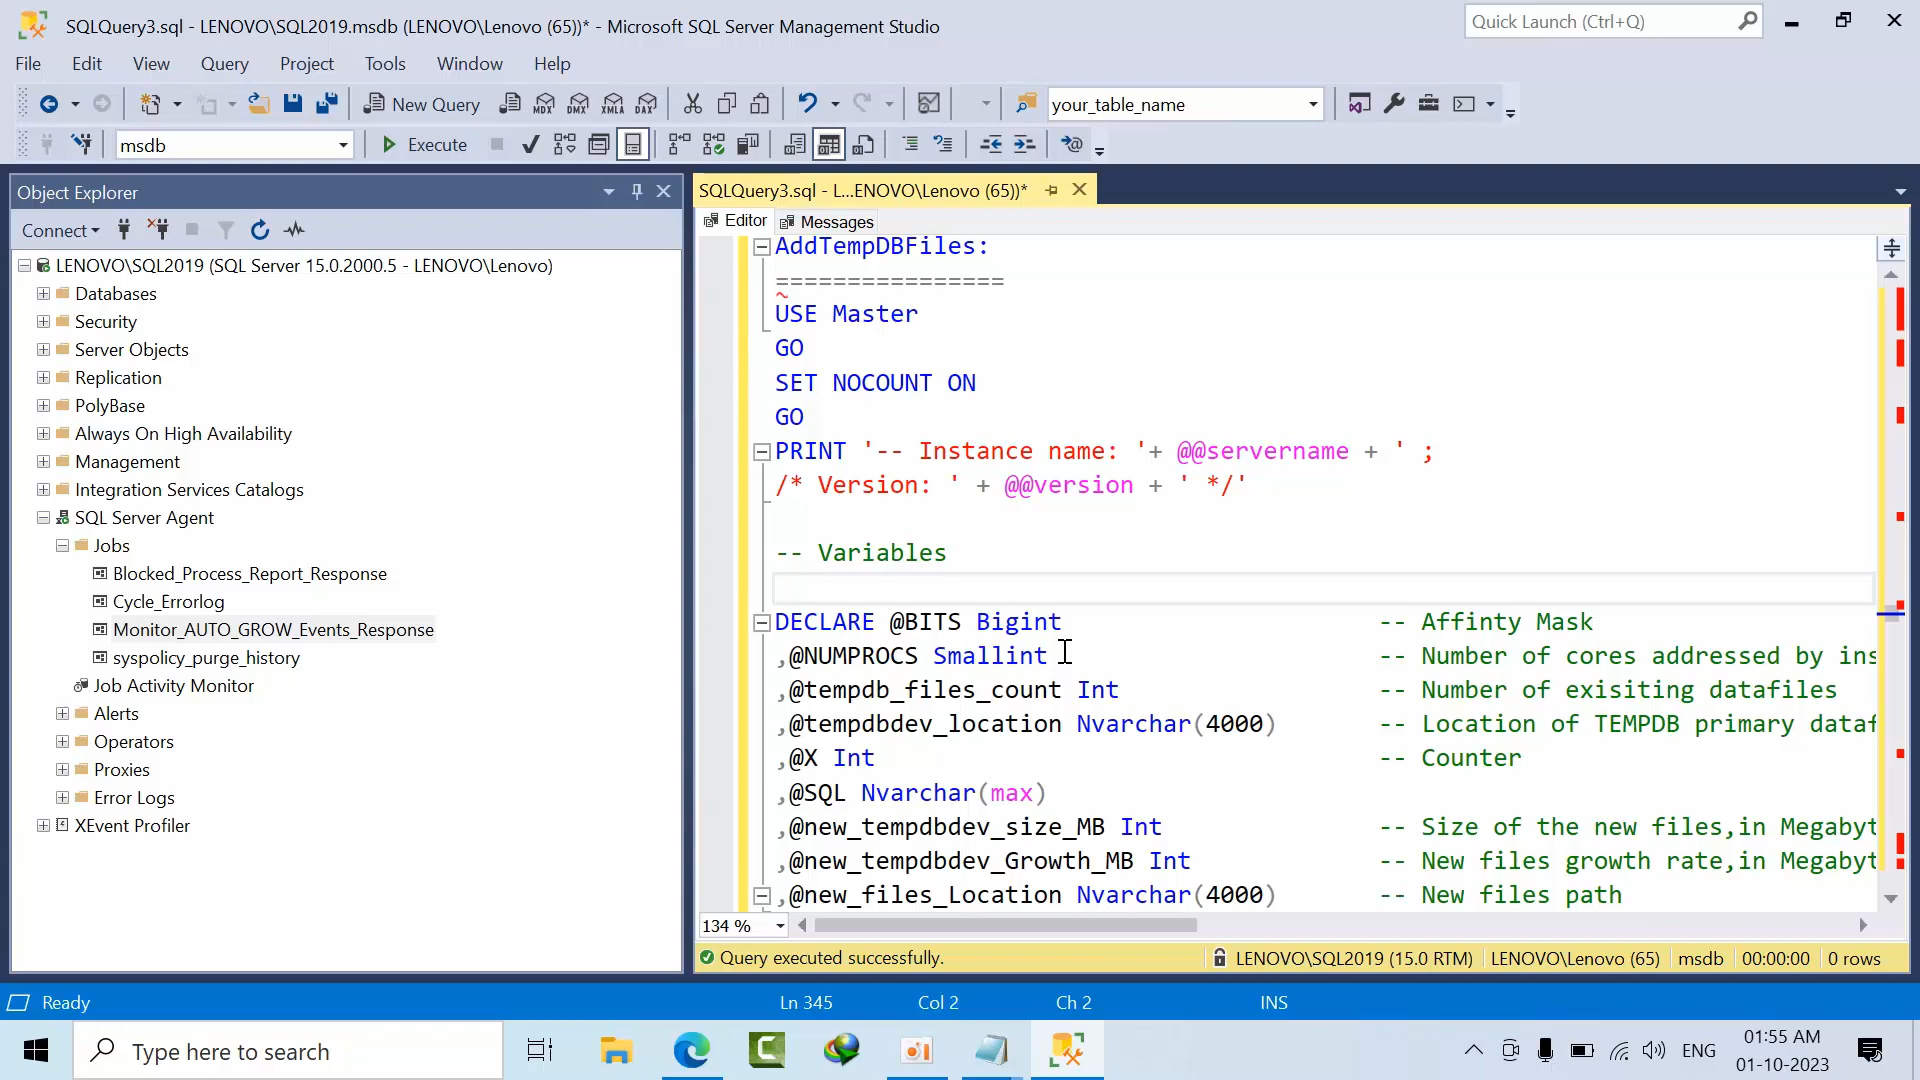 SQLQuery3.sql - LENOVO\SQL2019.msdb (LENOVO\Lenovo (65))* - Microsoft SQL Server Management Studio
Quick Launch (Ctrl+Q)
File Edit View Query Project Tools Window Help
New Query MDX DMX XMLA DAX your_table_name
msdb Execute
Object Explorer
Connect
LENOVO\SQL2019 (SQL Server 15.0.2000.5 - LENOVO\Lenovo)
Databases
Security
Server Objects
Replication
PolyBase
Always On High Availability
Management
Integration Services Catalogs
SQL Server Agent
Jobs
Blocked_Process_Report_Response
Cycle_Errorlog
Monitor_AUTO_GROW_Events_Response
syspolicy_purge_history
Job Activity Monitor
Alerts
Operators
Proxies
Error Logs
XEvent Profiler
SQLQuery3.sql - L...ENOVO\Lenovo (65))*
Editor Messages
AddTempDBFiles:
================
USE Master
GO
SET NOCOUNT ON
GO
PRINT '-- Instance name: '+ @@servername + ' ;
/* Version: ' + @@version + ' */'
-- Variables
DECLARE @BITS Bigint -- Affinty Mask
,@NUMPROCS Smallint -- Number of cores addressed by ins
,@tempdb_files_count Int -- Number of exisiting datafiles
,@tempdbdev_location Nvarchar(4000) -- Location of TEMPDB primary dataf
,@X Int -- Counter
,@SQL Nvarchar(max)
,@new_tempdbdev_size_MB Int -- Size of the new files,in Megabyt
,@new_tempdbdev_Growth_MB Int -- New files growth rate,in Megabyt
,@new_files_Location Nvarchar(4000) -- New files path
134 %
Query executed successfully. LENOVO\SQL2019 (15.0 RTM) LENOVO\Lenovo (65) msdb 00:00:00 0 rows
Ready Ln 345 Col 2 Ch 2 INS
Type here to search
ENG
01:55 AM
01-10-2023